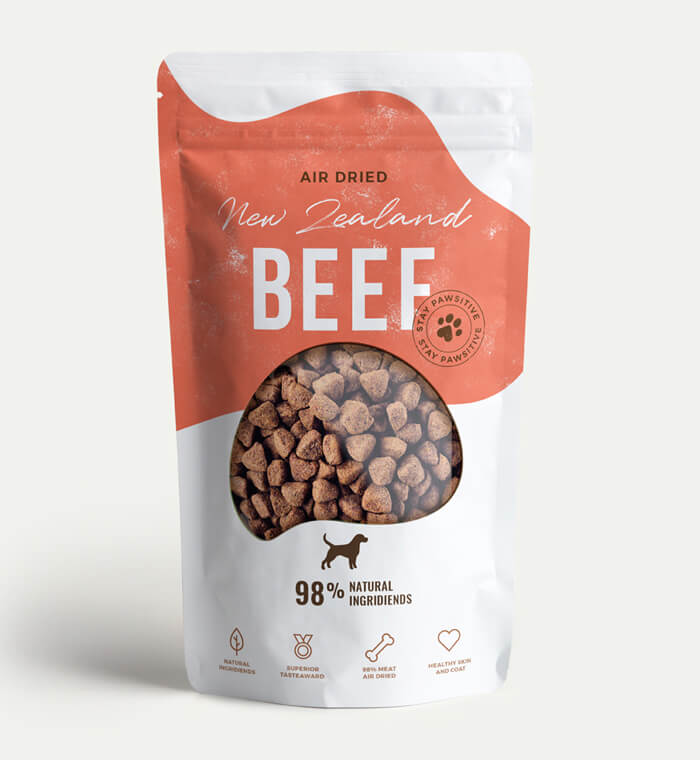 AIR DRIED
New Zealand
BEEF
STAY PAWSITIVE
STAY PAWSITIVE
98% NATURAL
INGRIDIENDS
NATURAL
INGRIDIENDS
SUPERIOR
TASTEAWARD
98% MEAT
AIR DRIED
HEALTHY SKIN
AND COAT